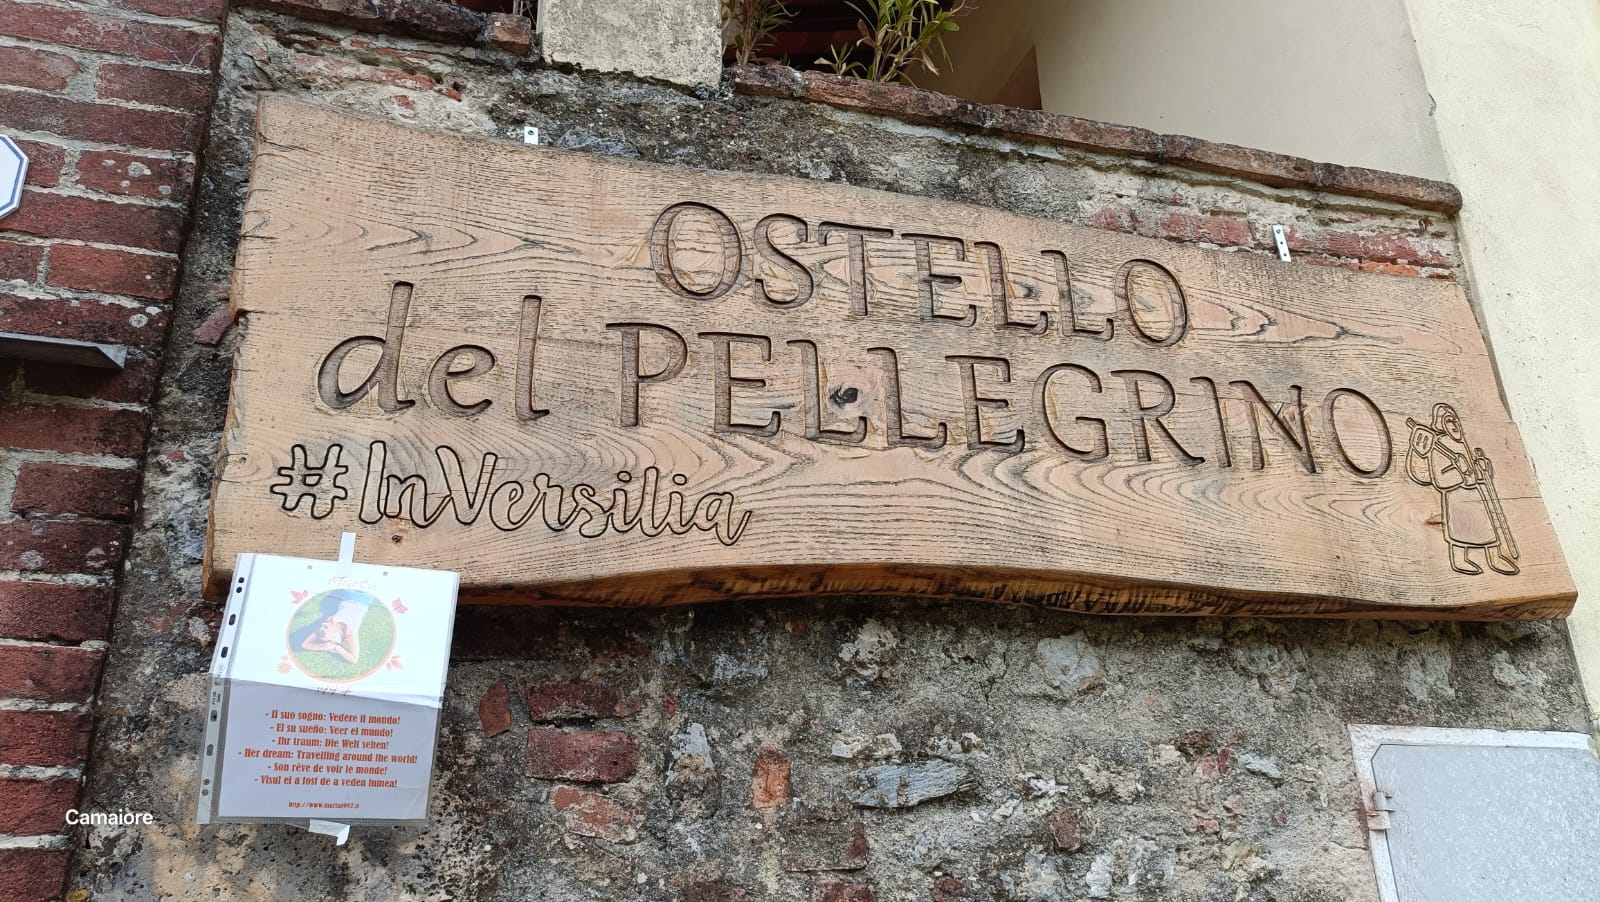 OSTELLO
del PELLEGRINO
#InVersilia
Marta
- Il suo sogno: Vedere il mondo!
- El su sueño: Veer el mundo!
- Ihr traum: Die Welt sehen!
- Her dream: Travelling around the world!
- Son rêve de voir le monde!
- Visul ei a fost de a vedea lumea!
Camaiore